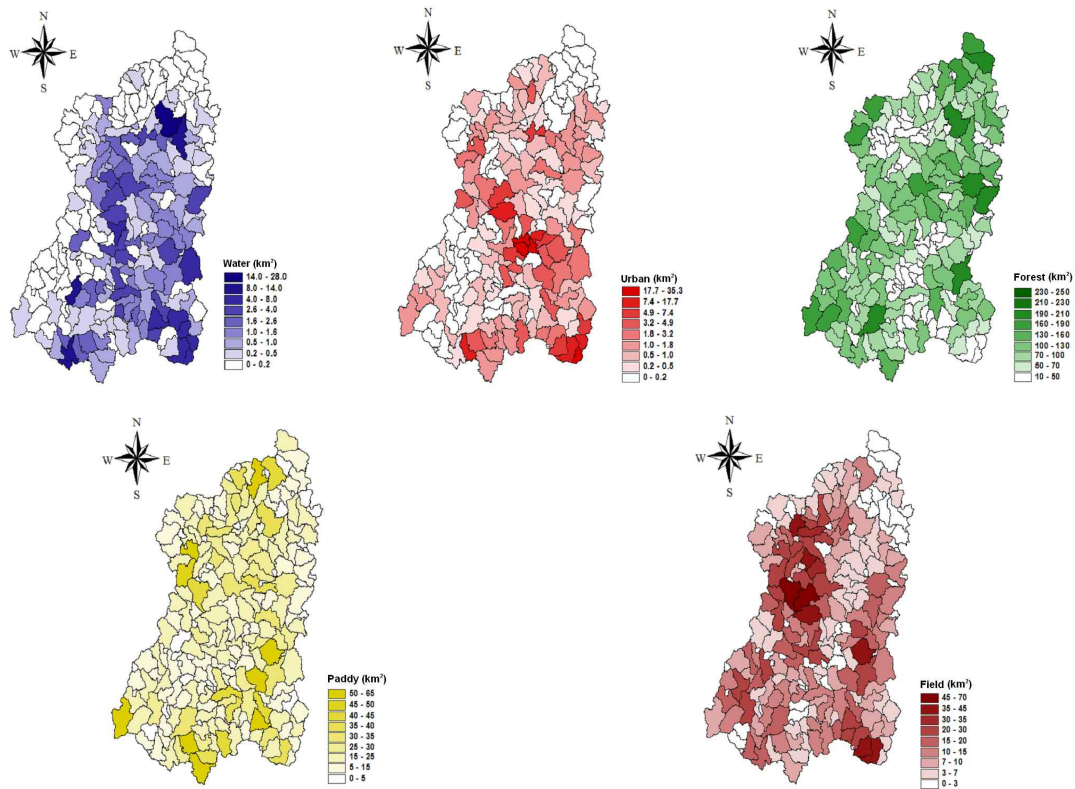 N
W E
S
Water (km²)
14.0 - 28.0
8.0 - 14.0
4.0 - 8.0
2.6 - 4.0
1.6 - 2.6
1.0 - 1.6
0.5 - 1.0
0.2 - 0.5
0 - 0.2
N
W E
S
Urban (km²)
17.7 - 35.3
7.4 - 17.7
4.9 - 7.4
3.2 - 4.9
1.8 - 3.2
1.0 - 1.8
0.5 - 1.0
0.2 - 0.5
0 - 0.2
N
W E
S
Forest (km²)
230 - 250
210 - 230
190 - 210
160 - 190
130 - 160
100 - 130
70 - 100
50 - 70
10 - 50
N
W E
S
Paddy (km²)
50 - 65
45 - 50
40 - 45
35 - 40
30 - 35
25 - 30
15 - 25
5 - 15
0 - 5
N
W E
S
Field (km²)
45 - 70
35 - 45
30 - 35
20 - 30
15 - 20
10 - 15
7 - 10
3 - 7
0 - 3